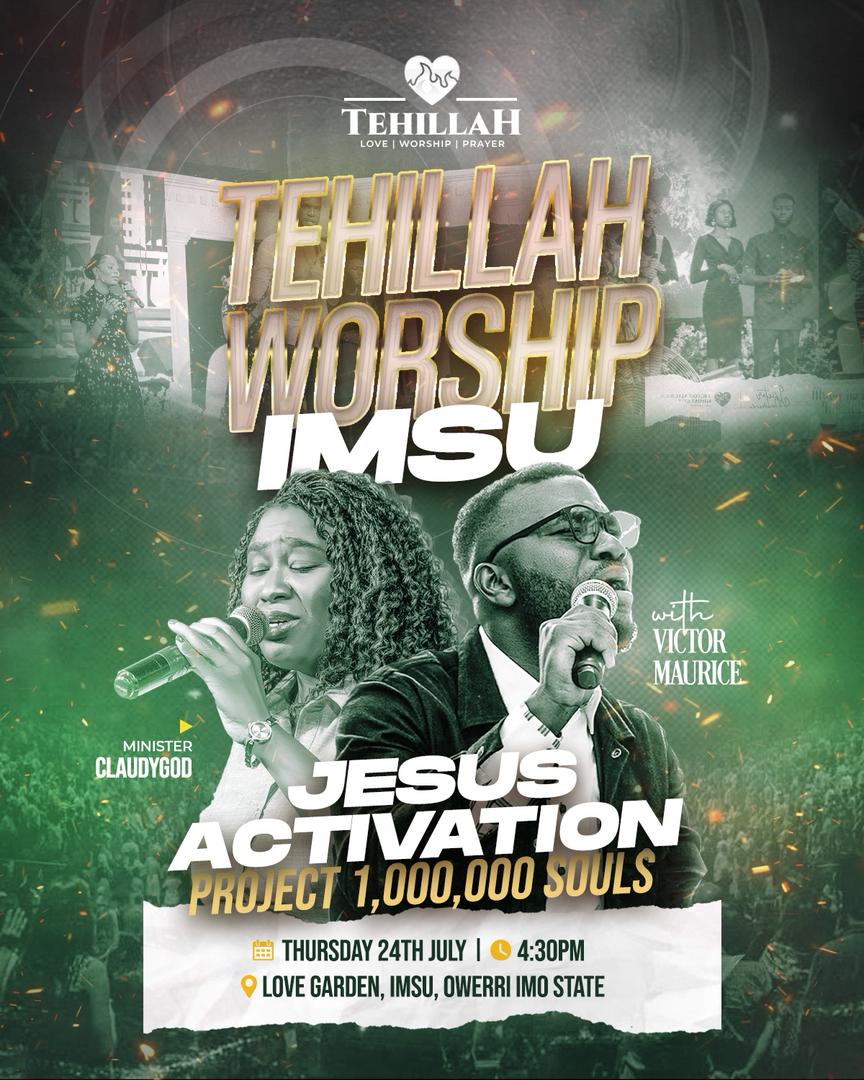 TEHILLAH
LOVE | WORSHIP | PRAYER
TEHILLAH
WORSHIP
IMSU
with
VICTOR
MAURICE
MINISTER
CLAUDYGOD
JESUS
ACTIVATION
PROJECT 1,000,000 SOULS
THURSDAY 24TH JULY | 4:30PM
LOVE GARDEN, IMSU, OWERRI IMO STATE